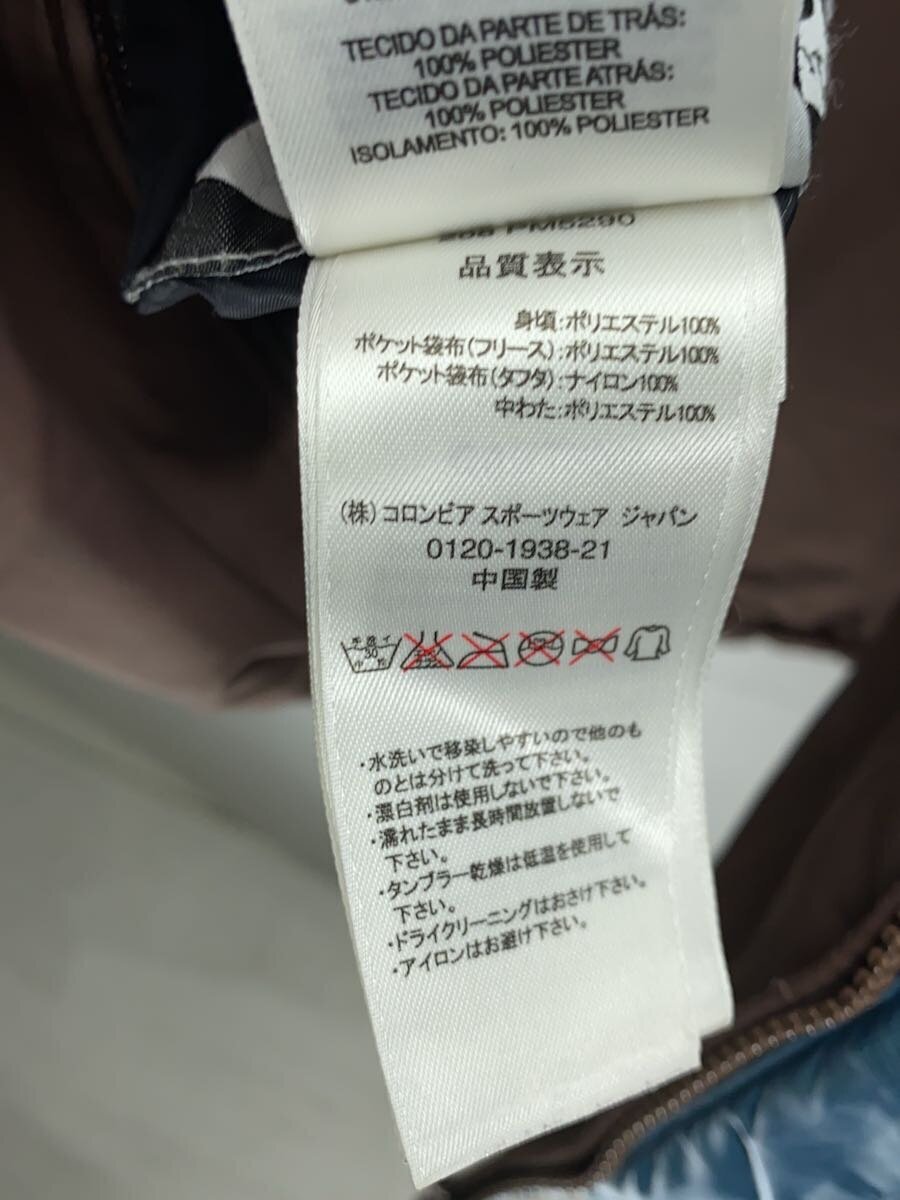 TECIDO DA PARTE DE TRÁS:
100% POLIESTER
TECIDO DA PARTE ATRÁS:
100% POLIESTER
ISOLAMENTO: 100% POLIESTER
PM5290
品質表示
身頃:ポリエステル100%
ポケット袋布(フリース):ポリエステル100%
ポケット袋布(タフタ):ナイロン100%
中わた:ポリエステル100%
(株)コロンビア スポーツウェア ジャパン
0120-1938-21
中国製
手洗イ
30
中性
・水洗いで移染しやすいので他のも
のとは分けて洗って下さい。
・漂白剤は使用しないで下さい。
・濡れたまま長時間放置しないで
下さい。
・タンブラー乾燥は低温を使用して
下さい。
・ドライクリーニングはおさけ下さい。
・アイロンはお避け下さい。